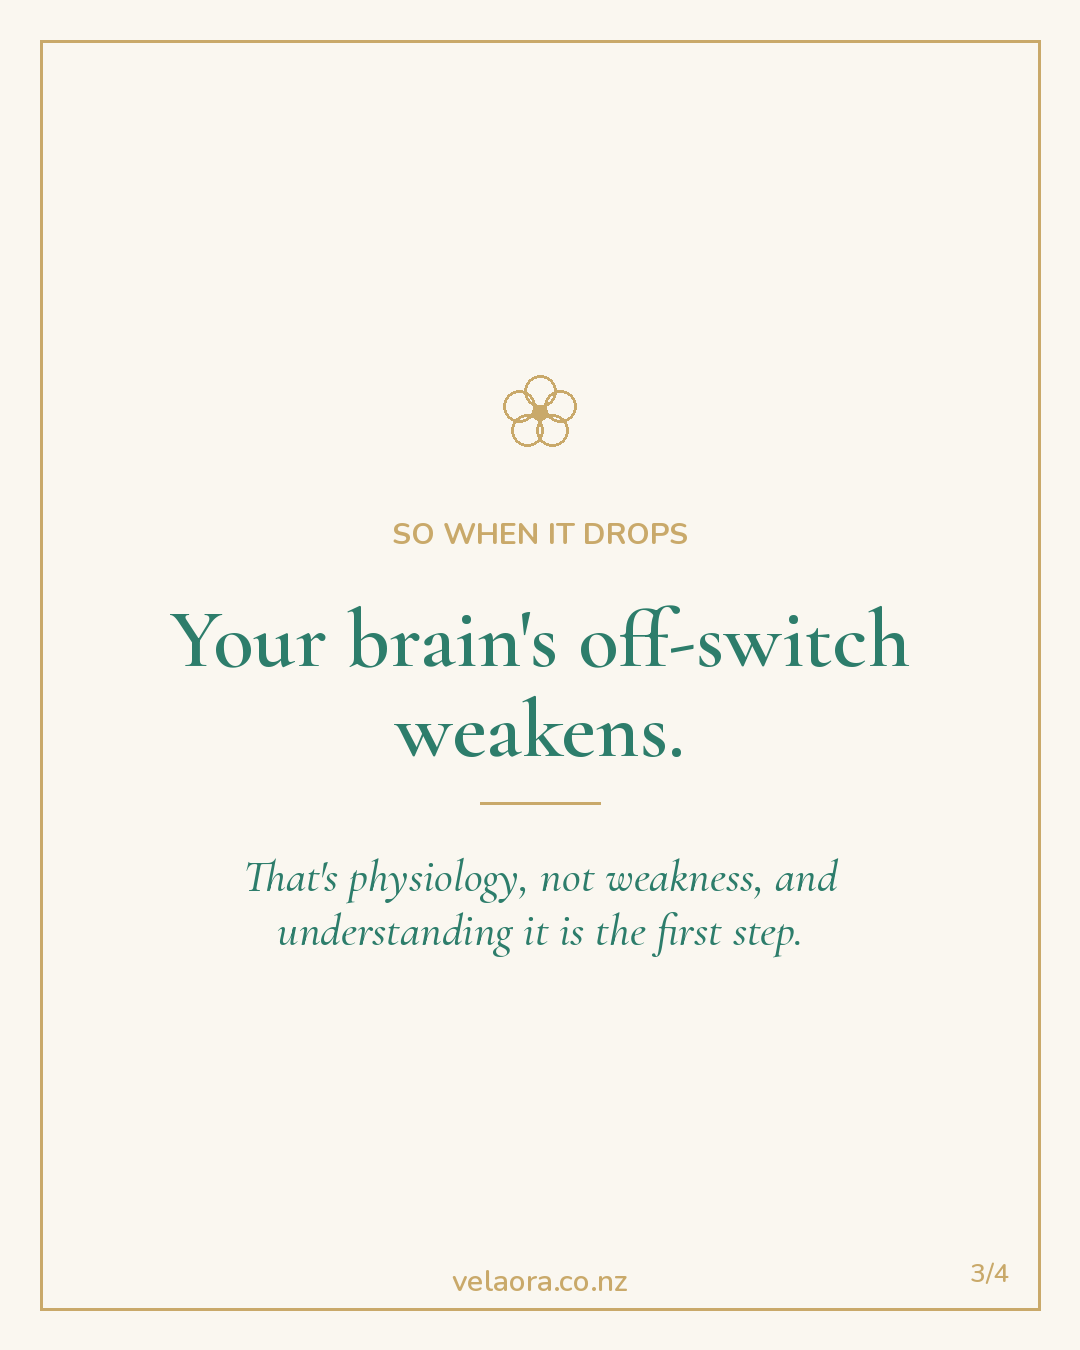 SO WHEN IT DROPS
Your brain's off-switch
weakens.
That's physiology, not weakness, and
understanding it is the first step.
velaora.co.nz
3/4